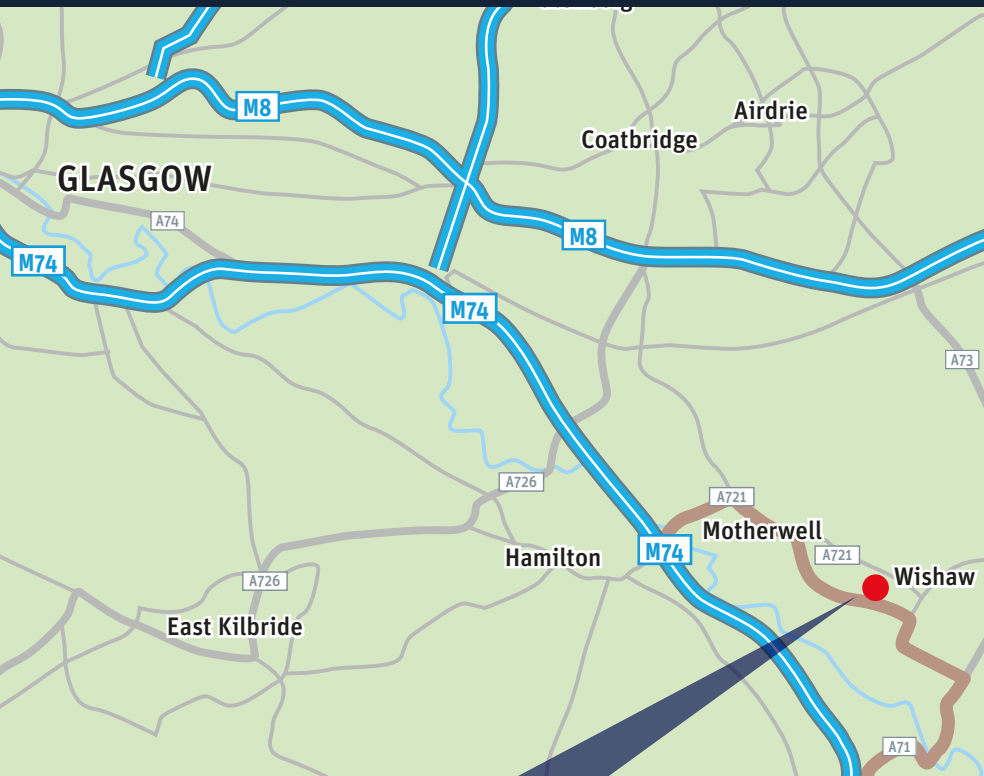 M8
Airdrie
Coatbridge
GLASGOW
A74
M8
M74
M74
A73
A726
A721
Motherwell
M74
Hamilton
A721
Wishaw
A726
East Kilbride
A71